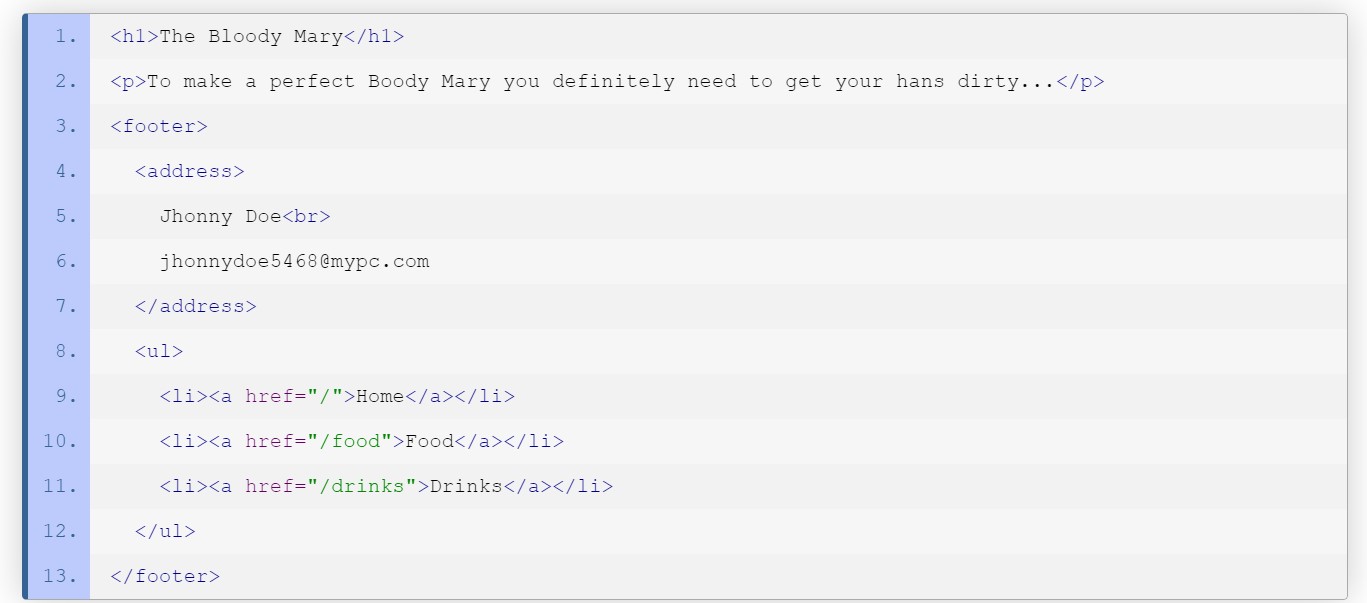 1. <h1>The Bloody Mary</h1>
2. <p>To make a perfect Boody Mary you definitely need to get your hans dirty...</p>
3. <footer>
4.   <address>
5.     Jhonny Doe<br>
6.     jhonnydoe5468@mypc.com
7.   </address>
8.   <ul>
9.     <li><a href="/">Home</a></li>
10.     <li><a href="/food">Food</a></li>
11.     <li><a href="/drinks">Drinks</a></li>
12.   </ul>
13. </footer>